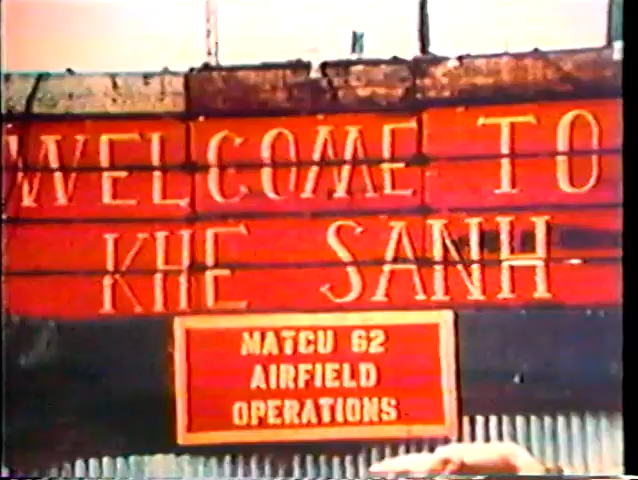 WELCOME TO
KHE SANH
MATCU 62
AIRFIELD
OPERATIONS